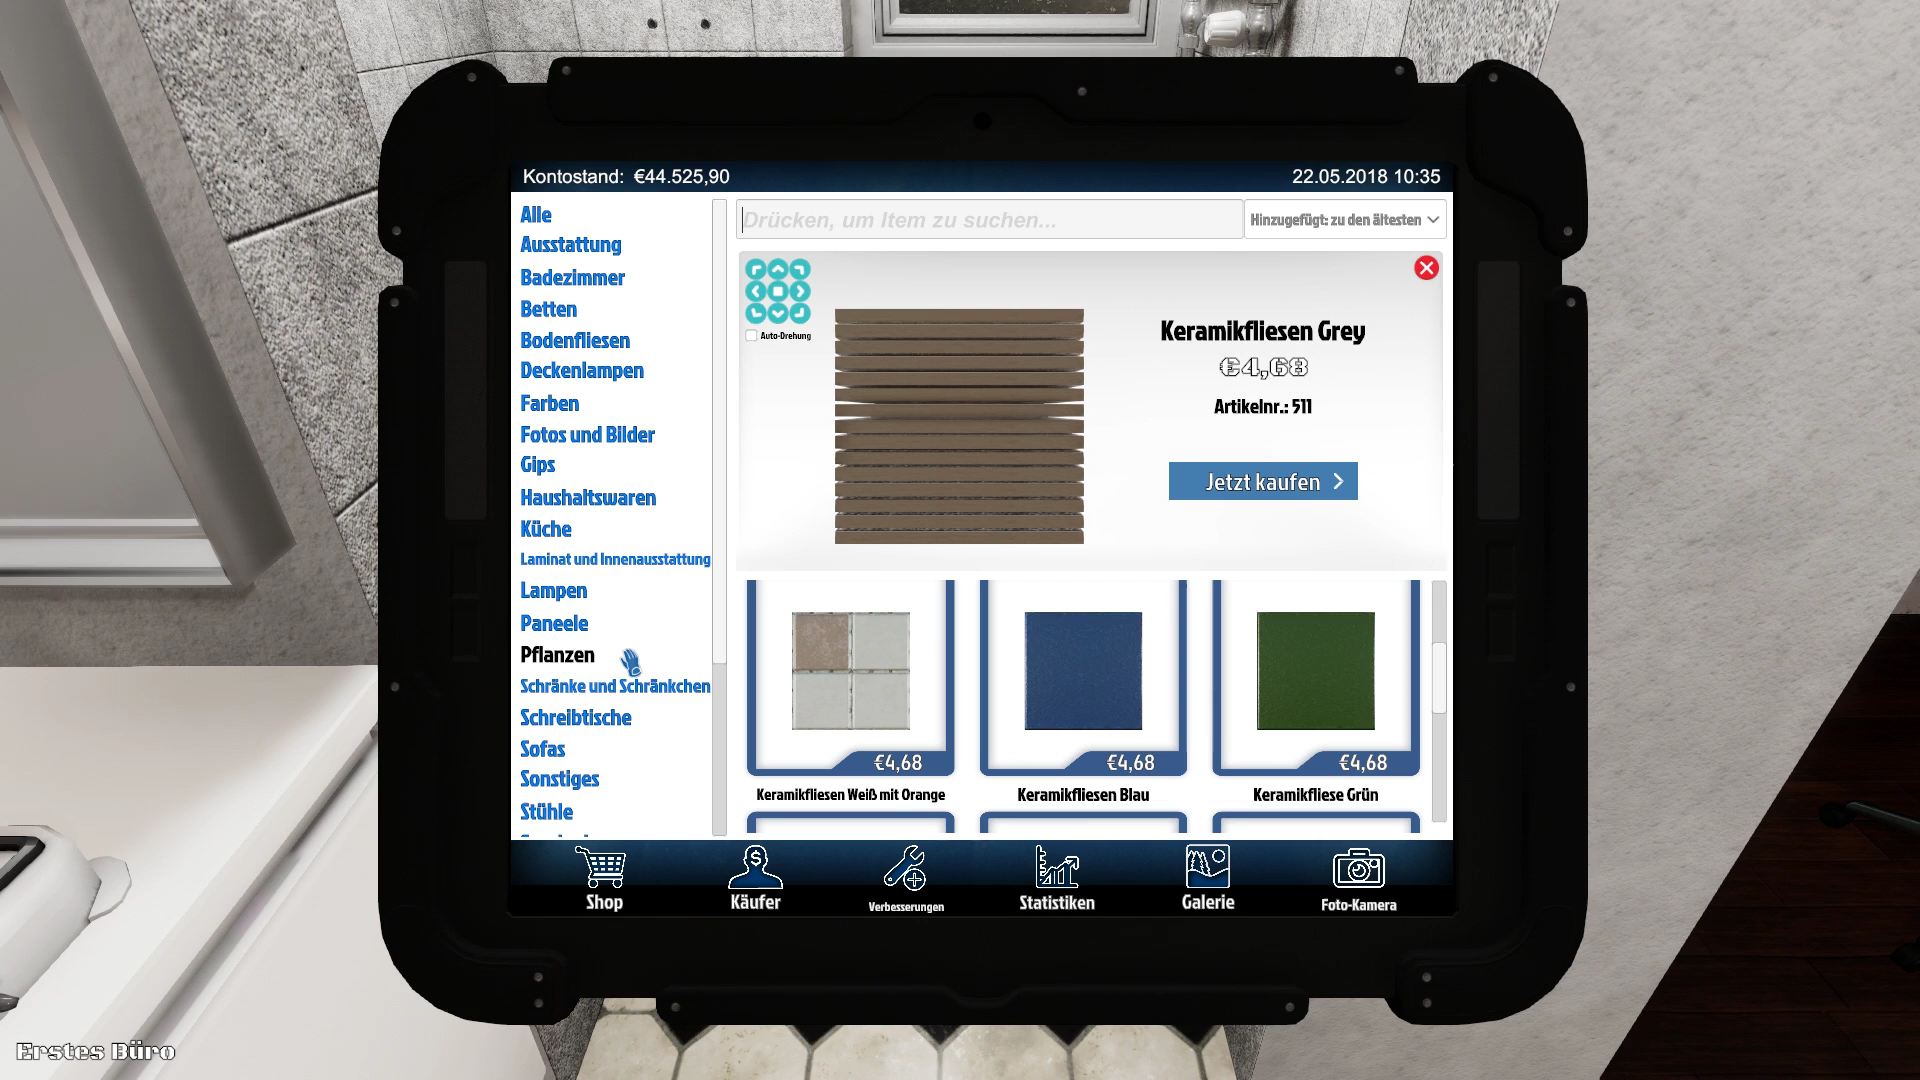 Kontostand: €44.525,90
22.05.2018 10:35
Alle
Ausstattung
Badezimmer
Betten
Bodenfliesen
Deckenlampen
Farben
Fotos und Bilder
Gips
Haushaltswaren
Küche
Laminat und Innenausstattung
Lampen
Paneele
Pflanzen
Schränke und Schränkchen
Schreibtische
Sofas
Sonstiges
Stühle
Drücken, um Item zu suchen...
Hinzugefügt: zu den ältesten
Auto-Drehung
Keramikfliesen Grey
€4,68
Artikelnr.: 511
Jetzt kaufen
€4,68
€4,68
€4,68
Keramikfliesen Weiß mit Orange
Keramikfliesen Blau
Keramikfliese Grün
Shop
Käufer
Verbesserungen
Statistiken
Galerie
Foto-Kamera
Erstes Büro